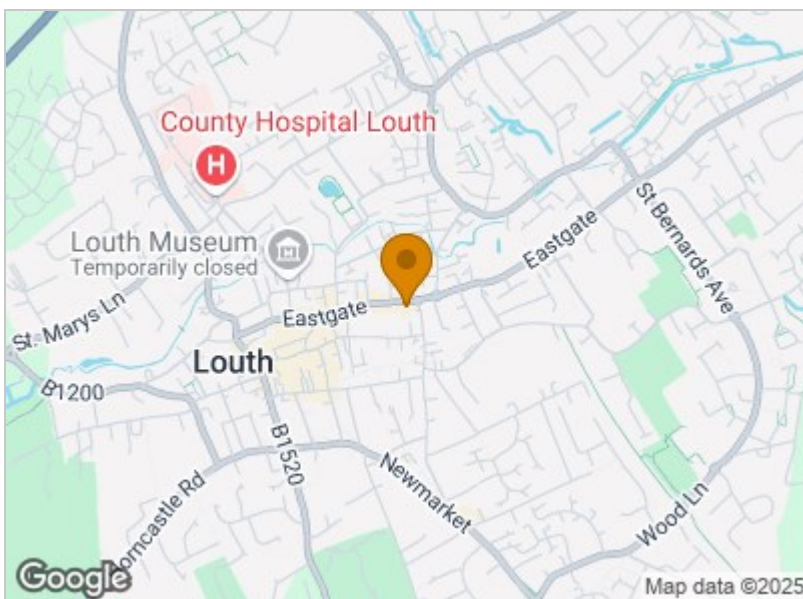 County Hospital Louth
H
Louth Museum
Temporarily closed
Eastgate
St Bernards Ave
St. Marys Ln
Eastgate
Louth
B1200
B1520
Newmarket
orncastle Rd
Wood Ln
Google
Map data ©2025